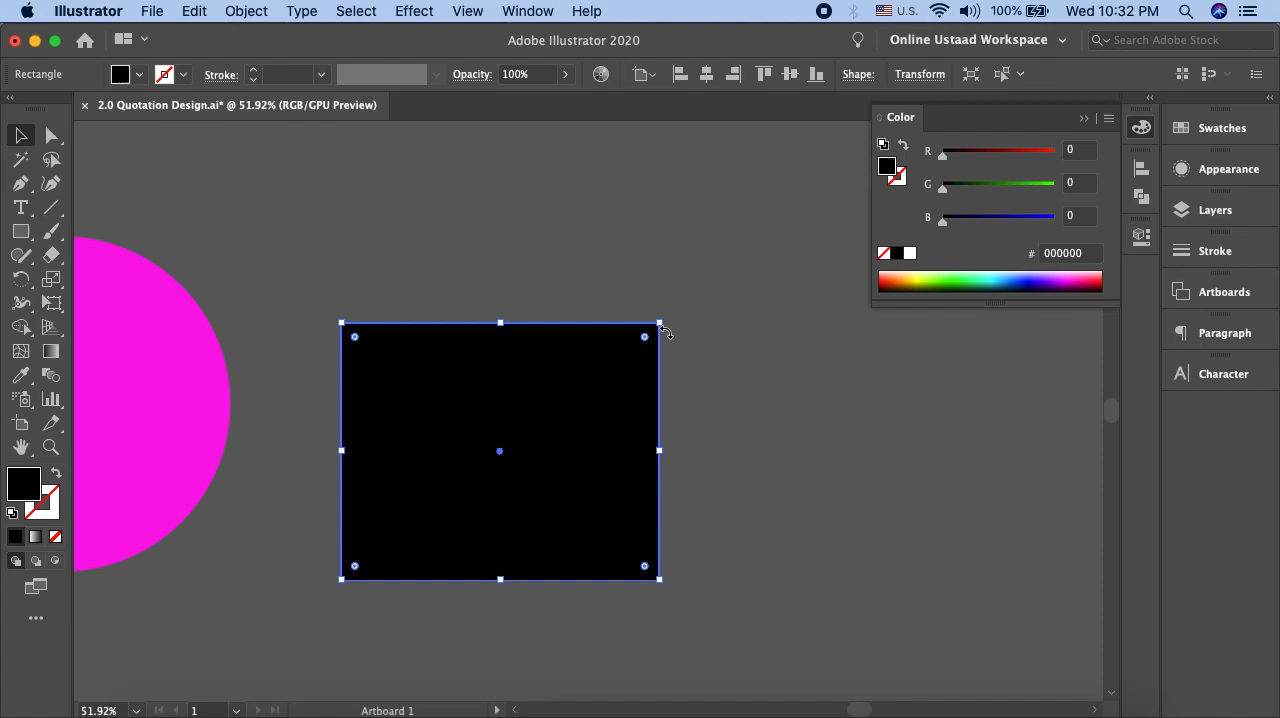 Illustrator File Edit Object Type Select Effect View Window Help U.S. 100% Wed 10:32 PM
Adobe Illustrator 2020 Online Ustaad Workspace Search Adobe Stock
Rectangle Stroke: Opacity: 100% Shape: Transform
× 2.0 Quotation Design.ai* @ 51.92% (RGB/GPU Preview)
Color
R 0
G 0
B 0
# 000000
Swatches
Appearance
Layers
Stroke
Artboards
Paragraph
Character
51.92% 1 Artboard 1